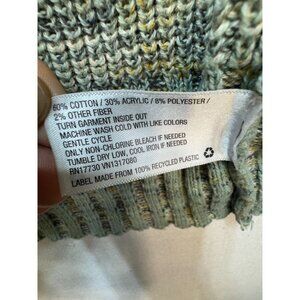 60% COTTON / 30% ACRYLIC / 8% POLYESTER /
2% OTHER FIBER
TURN GARMENT INSIDE OUT
MACHINE WASH COLD WITH LIKE COLORS
GENTLE CYCLE
ONLY NON-CHLORINE BLEACH IF NEEDED
TUMBLE DRY LOW, COOL IRON IF NEEDED
RN17730 VN1317080
LABEL MADE FROM 100% RECYCLED PLASTIC